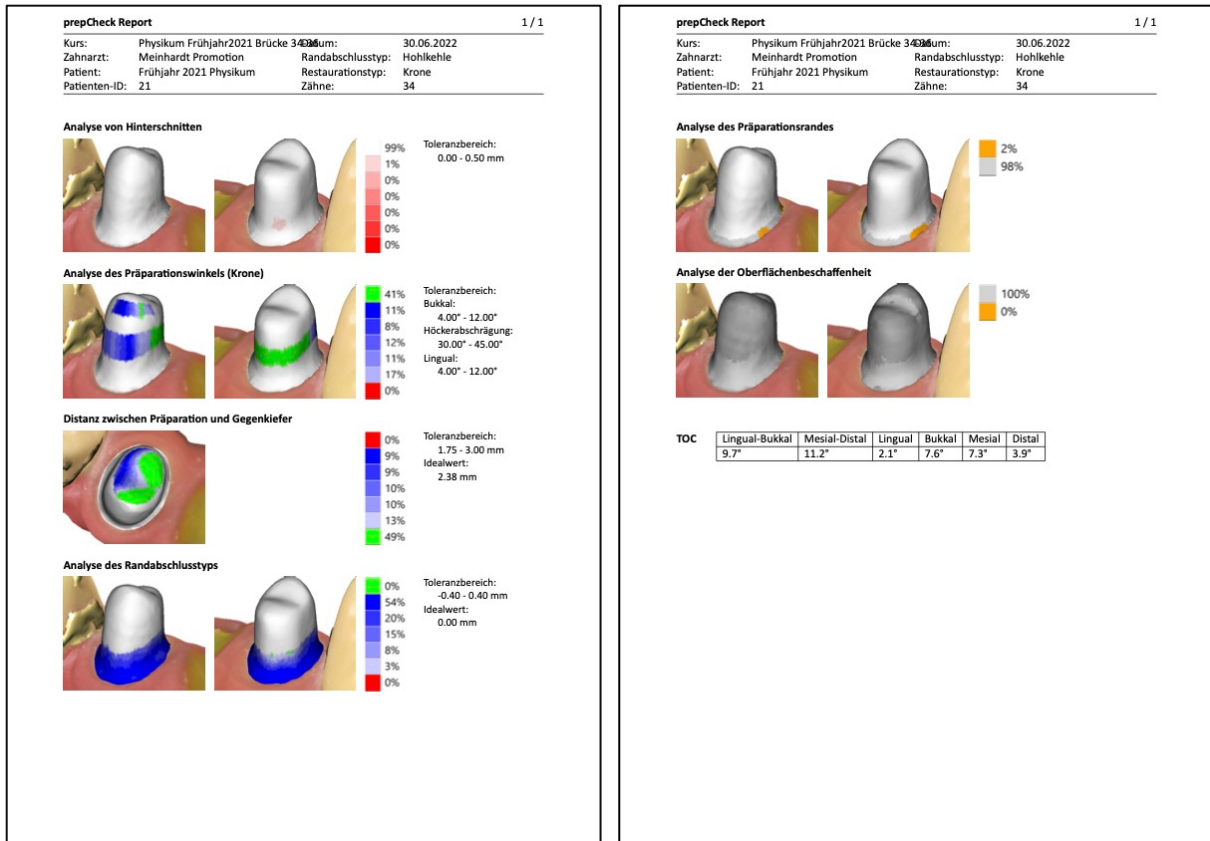 prepCheck Report 1 / 1
Kurs: Physikum Frühjahr2021 Brücke 34-36 Datum: 30.06.2022
Zahnarzt: Meinhardt Promotion Randabschlusstyp: Hohlkehle
Patient: Frühjahr 2021 Physikum Restaurationstyp: Krone
Patienten-ID: 21 Zähne: 34
Analyse von Hinterschnitten
99% Toleranzbereich:
1% 0.00 - 0.50 mm
0%
0%
0%
0%
0%
Analyse des Präparationswinkels (Krone)
41% Toleranzbereich:
11% Bukkal:
8% 4.00° - 12.00°
12% Höckerabschrägung:
11% 30.00° - 45.00°
17% Lingual:
0% 4.00° - 12.00°
Distanz zwischen Präparation und Gegenkiefer
0% Toleranzbereich:
9% 1.75 - 3.00 mm
9% Idealwert:
10% 2.38 mm
10%
13%
49%
Analyse des Randabschlusstyps
0% Toleranzbereich:
54% -0.40 - 0.40 mm
20% Idealwert:
15% 0.00 mm
8%
3%
0%
prepCheck Report 1 / 1
Kurs: Physikum Frühjahr2021 Brücke 34-36 Datum: 30.06.2022
Zahnarzt: Meinhardt Promotion Randabschlusstyp: Hohlkehle
Patient: Frühjahr 2021 Physikum Restaurationstyp: Krone
Patienten-ID: 21 Zähne: 34
Analyse des Präparationsrandes
2%
98%
Analyse der Oberflächenbeschaffenheit
100%
0%
TOC Lingual-Bukkal Mesial-Distal Lingual Bukkal Mesial Distal
9.7° 11.2° 2.1° 7.6° 7.3° 3.9°